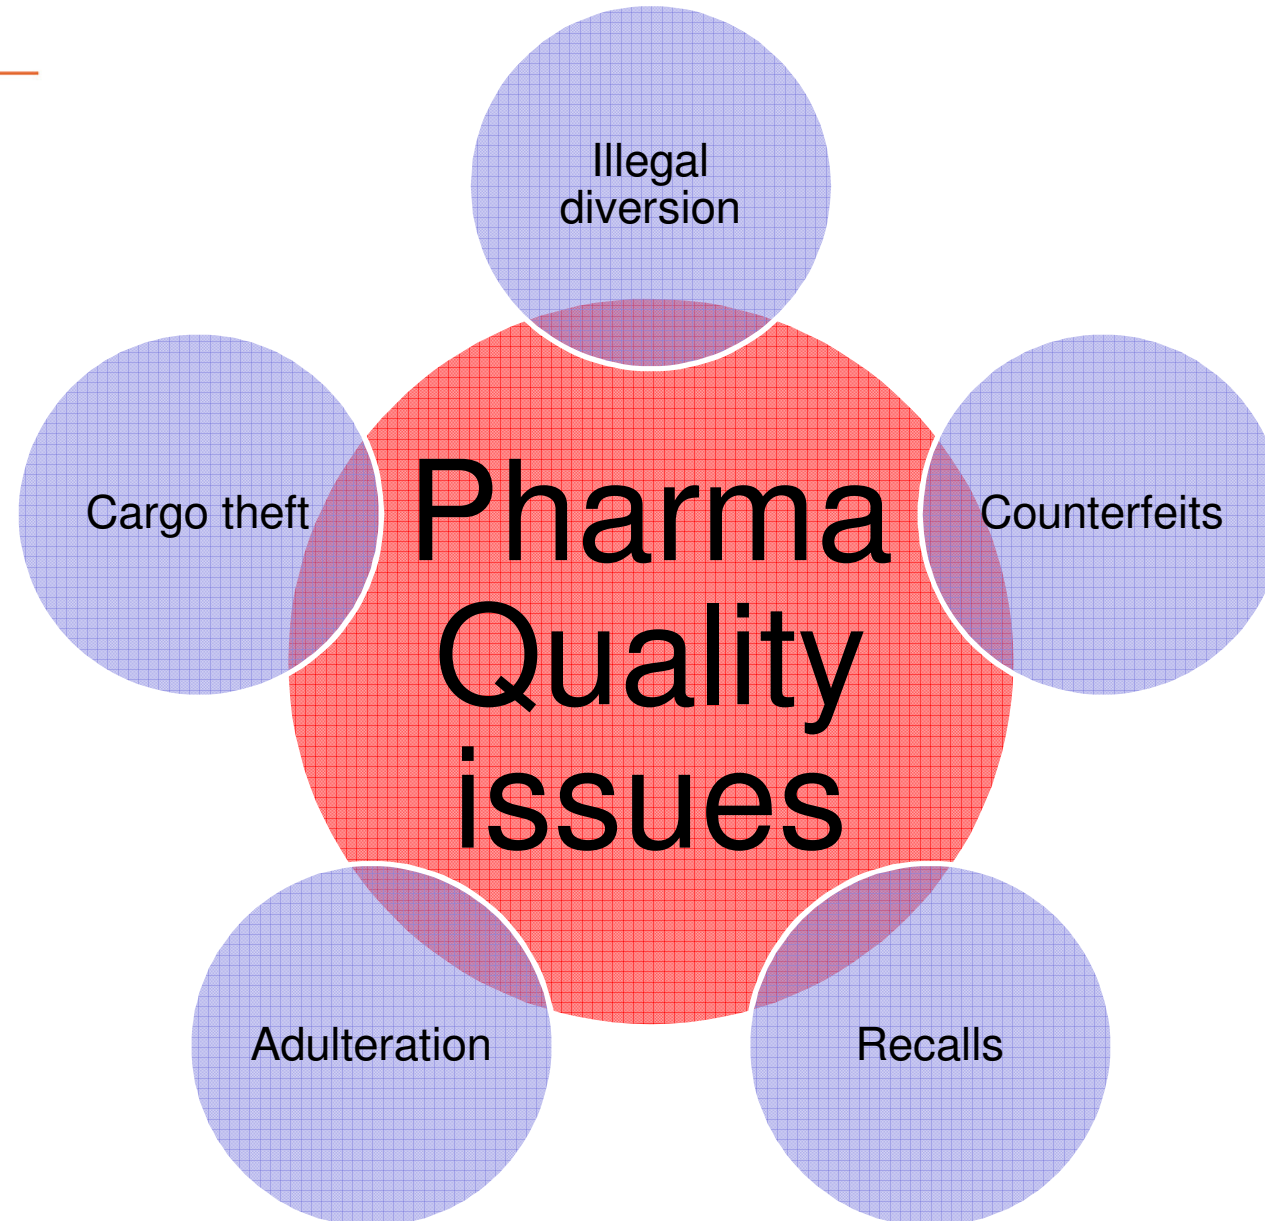 Illegal
diversion
Cargo theft
Counterfeits
Pharma
Quality
issues
Adulteration
Recalls